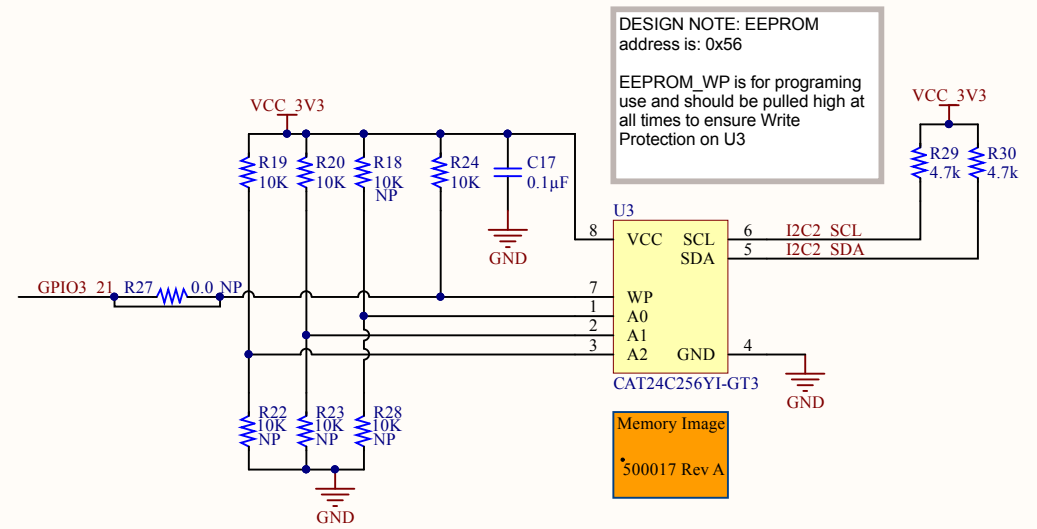 DESIGN NOTE: EEPROM
address is: 0x56
EEPROM_WP is for programing
use and should be pulled high at
all times to ensure Write
Protection on U3
VCC_3V3
VCC_3V3
R19
10K
R20
10K
R18
10K
NP
R24
10K
C17
0.1µF
GND
R29
4.7k
R30
4.7k
U3
8
VCC
SCL
6
I2C2_SCL
SDA
5
I2C2_SDA
GPIO3_21
R27
0.0
NP
7
WP
1
A0
2
A1
3
A2
GND
4
CAT24C256YI-GT3
GND
R22
10K
NP
R23
10K
NP
R28
10K
NP
GND
Memory Image
500017 Rev A